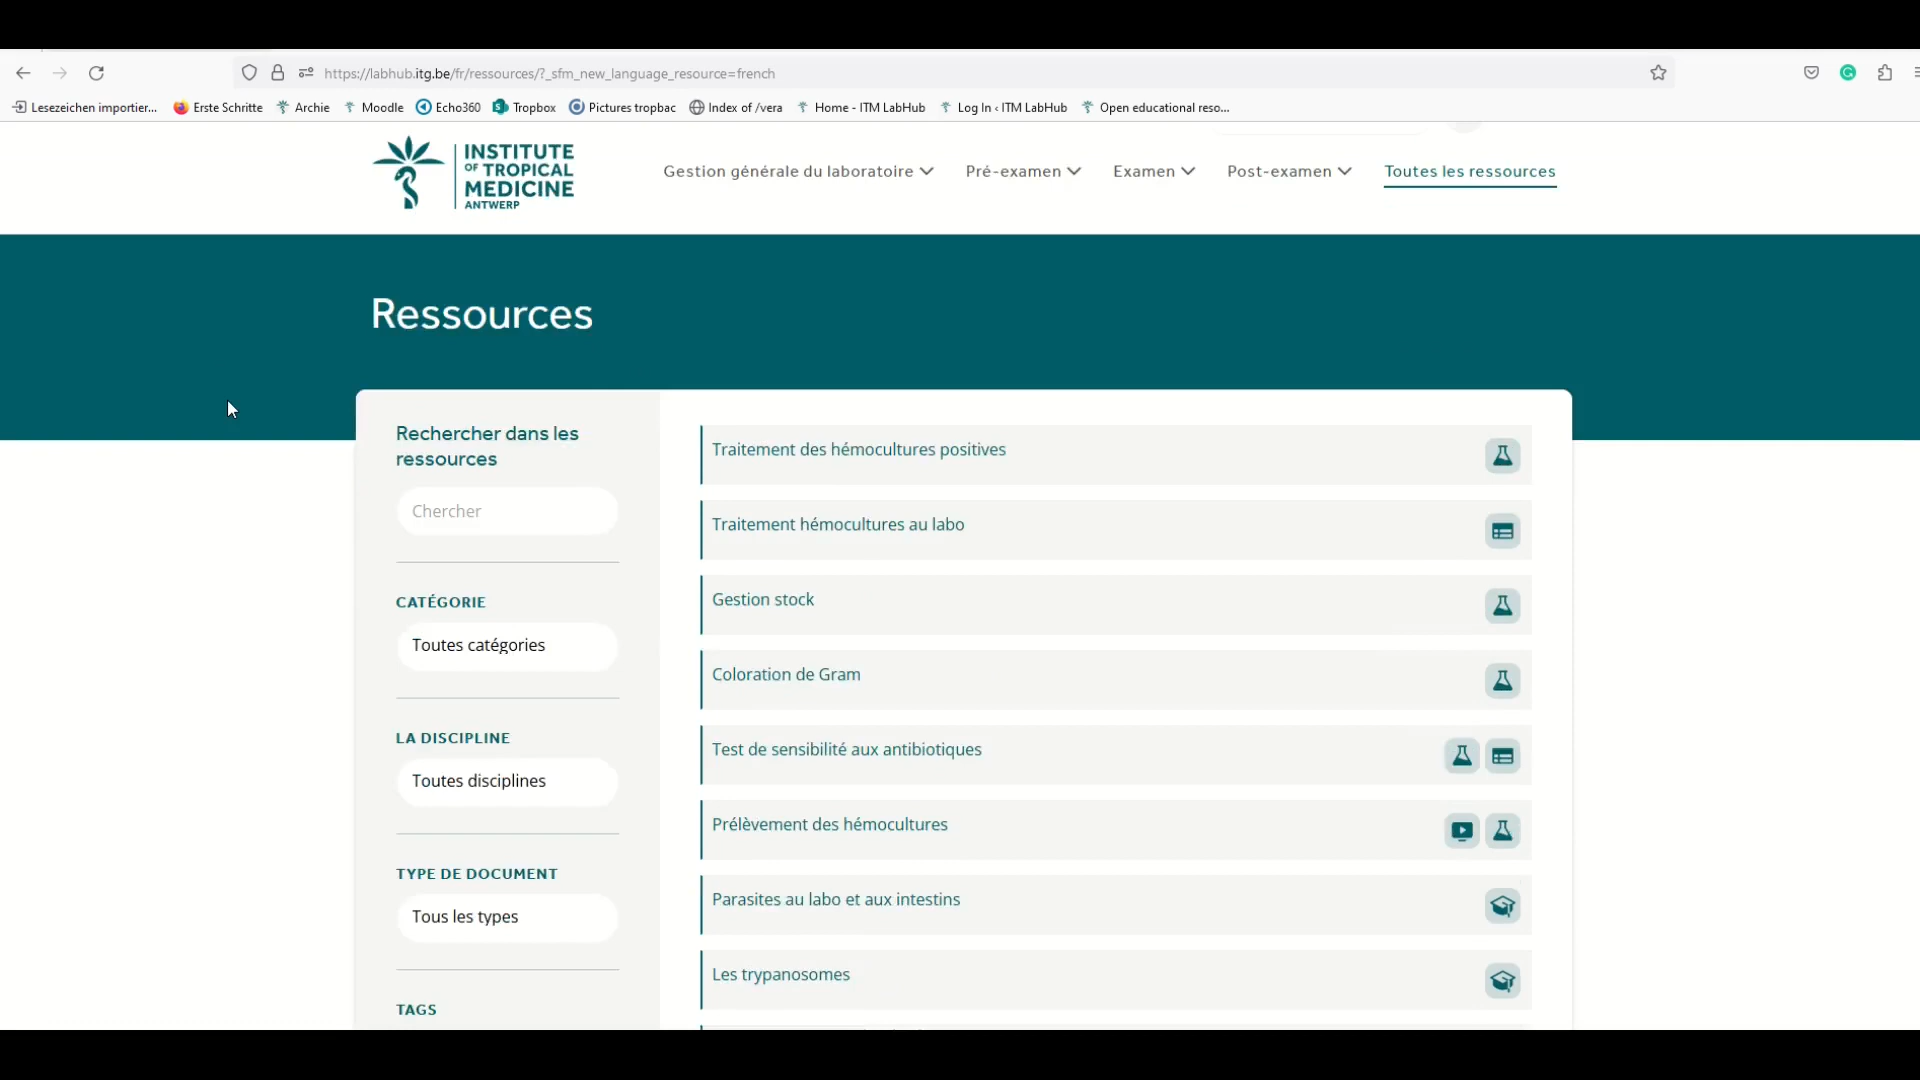 https://labhub.itg.be/fr/ressources/?_sfm_new_language_resource=french
Lesezeichen importier... Erste Schritte Archie Moodle Echo360 Tropbox Pictures tropbac Index of /vera Home - ITM LabHub Log In ‹ ITM LabHub Open educational reso...
INSTITUTE
OF TROPICAL
MEDICINE
ANTWERP
Gestion générale du laboratoire Pré-examen Examen Post-examen Toutes les ressources
Ressources
Rechercher dans les
ressources
Chercher
CATÉGORIE
Toutes catégories
LA DISCIPLINE
Toutes disciplines
TYPE DE DOCUMENT
Tous les types
TAGS
Traitement des hémocultures positives
Traitement hémocultures au labo
Gestion stock
Coloration de Gram
Test de sensibilité aux antibiotiques
Prélèvement des hémocultures
Parasites au labo et aux intestins
Les trypanosomes